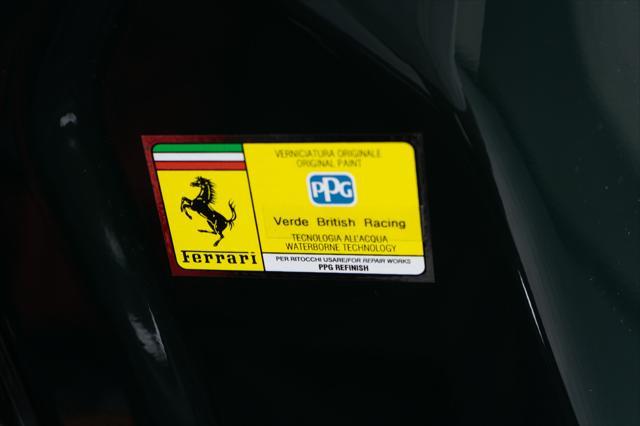 VERNICIATURA ORIGINALE
ORIGINAL PAINT
PPG
Verde British Racing
TECNOLOGIA ALL'ACQUA
WATERBORNE TECHNOLOGY
Ferrari
PER RITOCCHI USARE/FOR REPAIR WORKS
PPG REFINISH